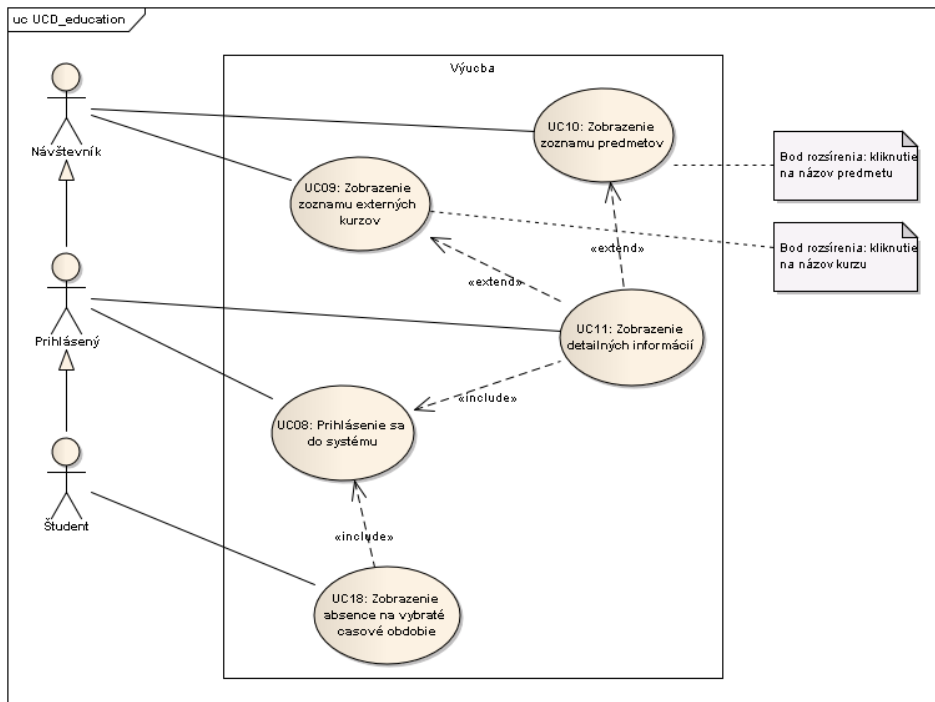 uc UCD_education
Výucba
Návštevník
UC10: Zobrazenie
zoznamu predmetov
Bod rozsírenia: kliknutie
na názov predmetu
UC09: Zobrazenie
zoznamu externých
kurzov
Bod rozsírenia: kliknutie
na názov kurzu
«extend»
«extend»
Prihlásený
UC11: Zobrazenie
detailných informácií
«include»
UC08: Prihlásenie sa
do systému
Študent
«include»
UC18: Zobrazenie
absence na vybraté
casové obdobie